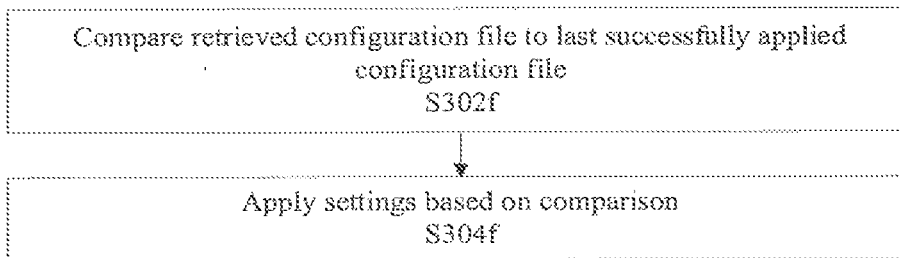 Compare retrieved configuration file to last successfully applied
configuration file
S302f
Apply settings based on comparison
S304f